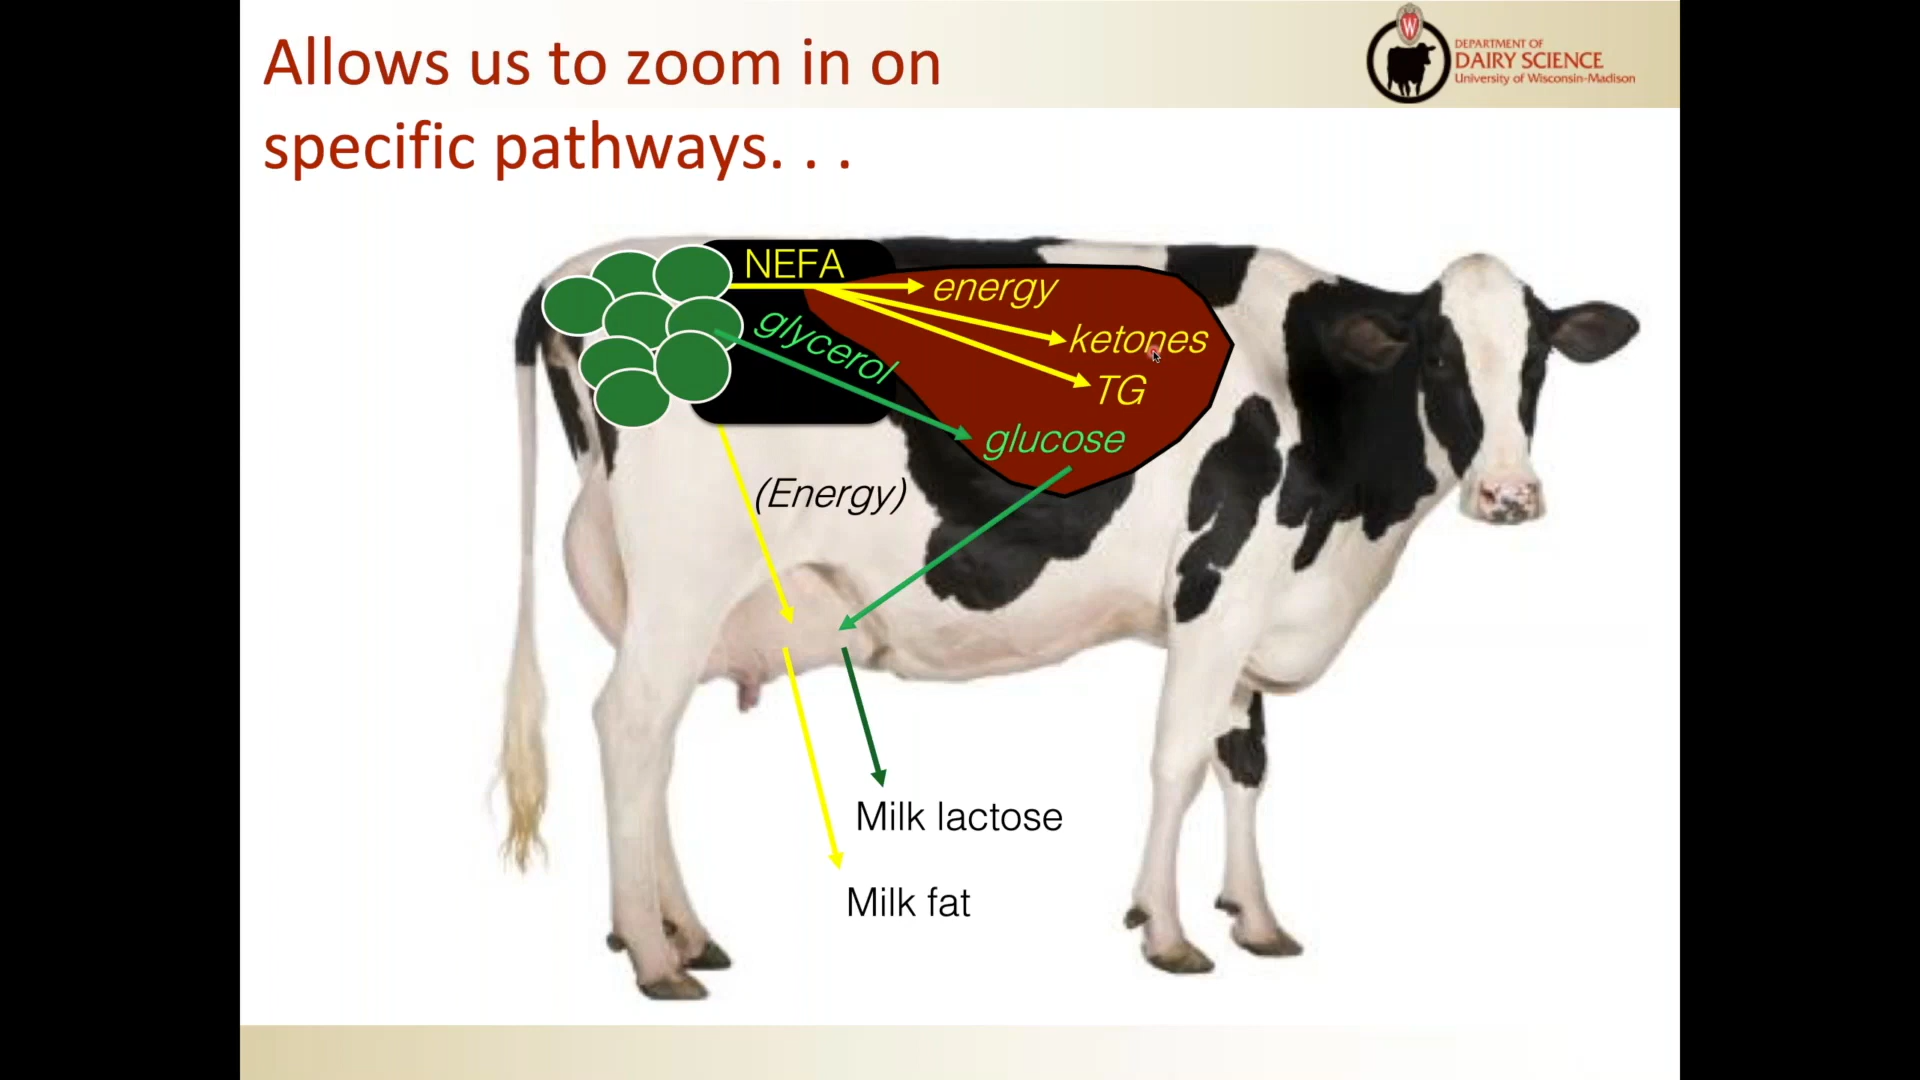 Allows us to zoom in on
specific pathways. . .
DEPARTMENT OF
DAIRY SCIENCE
University of Wisconsin-Madison
W
NEFA
energy
glycerol
ketones
TG
glucose
(Energy)
Milk lactose
Milk fat